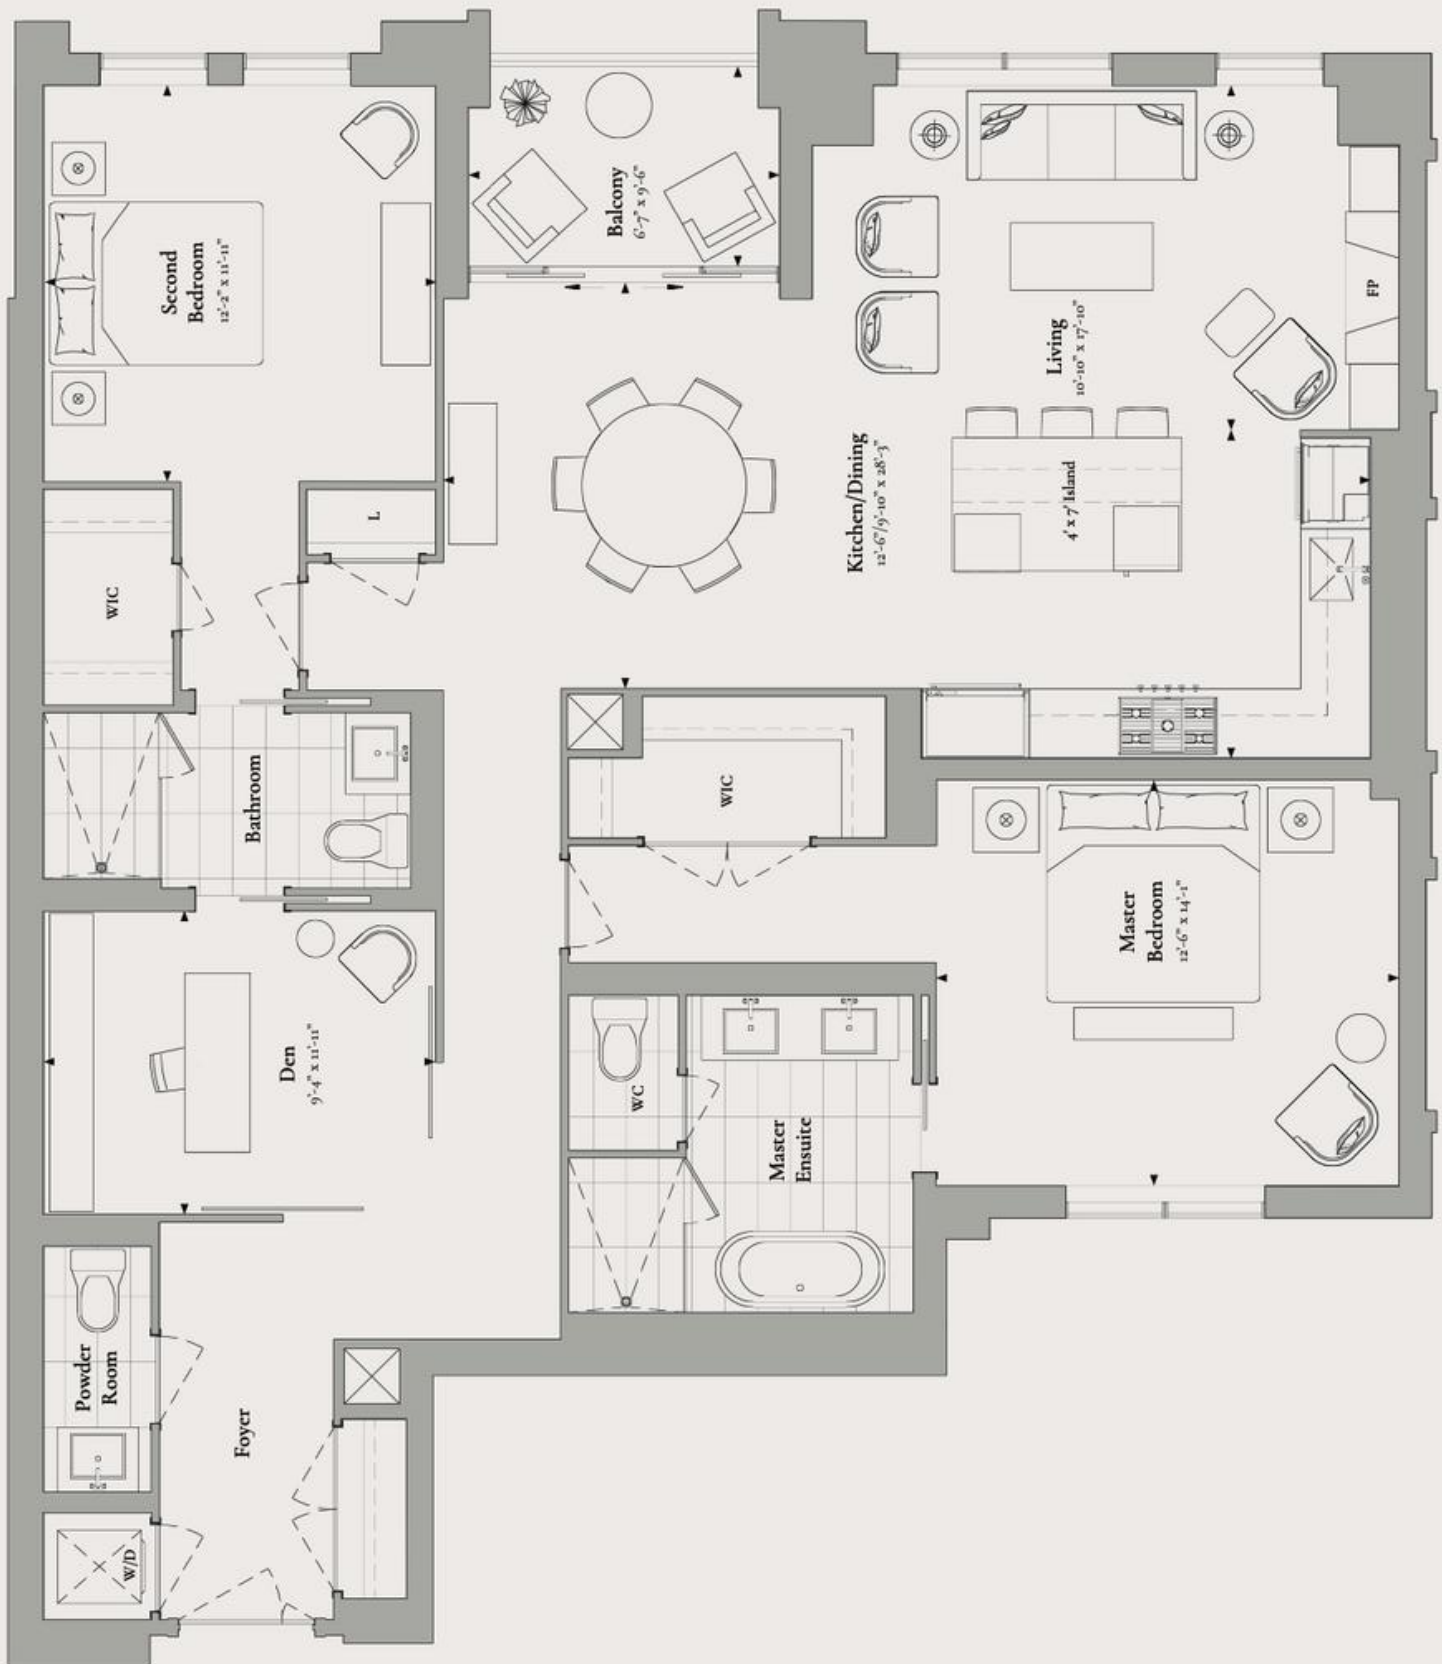 Second
Bedroom
12'-2" x 11'-11"
Balcony
6'-7" x 9'-6"
Living
10'-10" x 17'-10"
FP
Kitchen/Dining
12'-6"/9'-10" x 28'-3"
4' x 7' Island
L
WIC
Bathroom
WIC
Master
Bedroom
12'-6" x 14'-1"
Den
9'-4" x 11'-11"
WC
Master
Ensuite
Powder
Room
Foyer
W/D